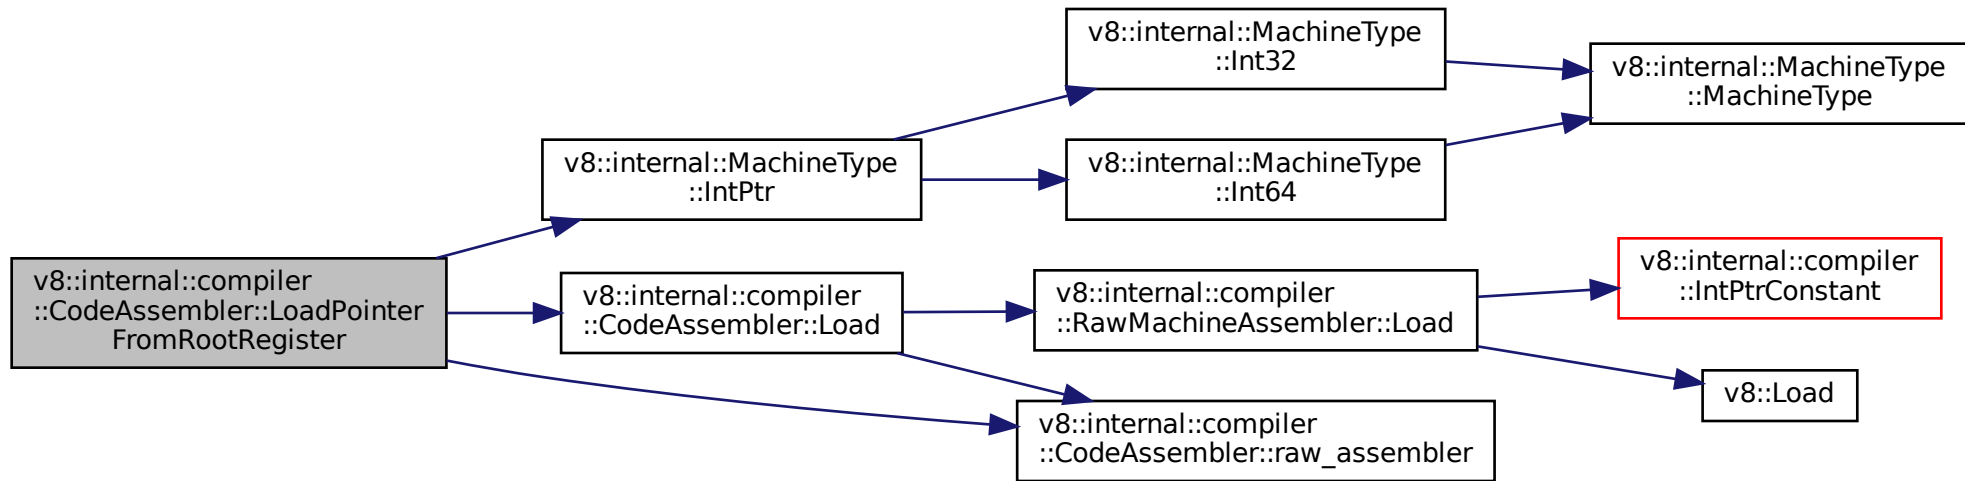 v8::internal::MachineType
::Int32
v8::internal::MachineType
::MachineType
v8::internal::MachineType
::IntPtr
v8::internal::MachineType
::Int64
v8::internal::compiler
::CodeAssembler::LoadPointer
FromRootRegister
v8::internal::compiler
::CodeAssembler::Load
v8::internal::compiler
::RawMachineAssembler::Load
v8::internal::compiler
::IntPtrConstant
v8::Load
v8::internal::compiler
::CodeAssembler::raw_assembler